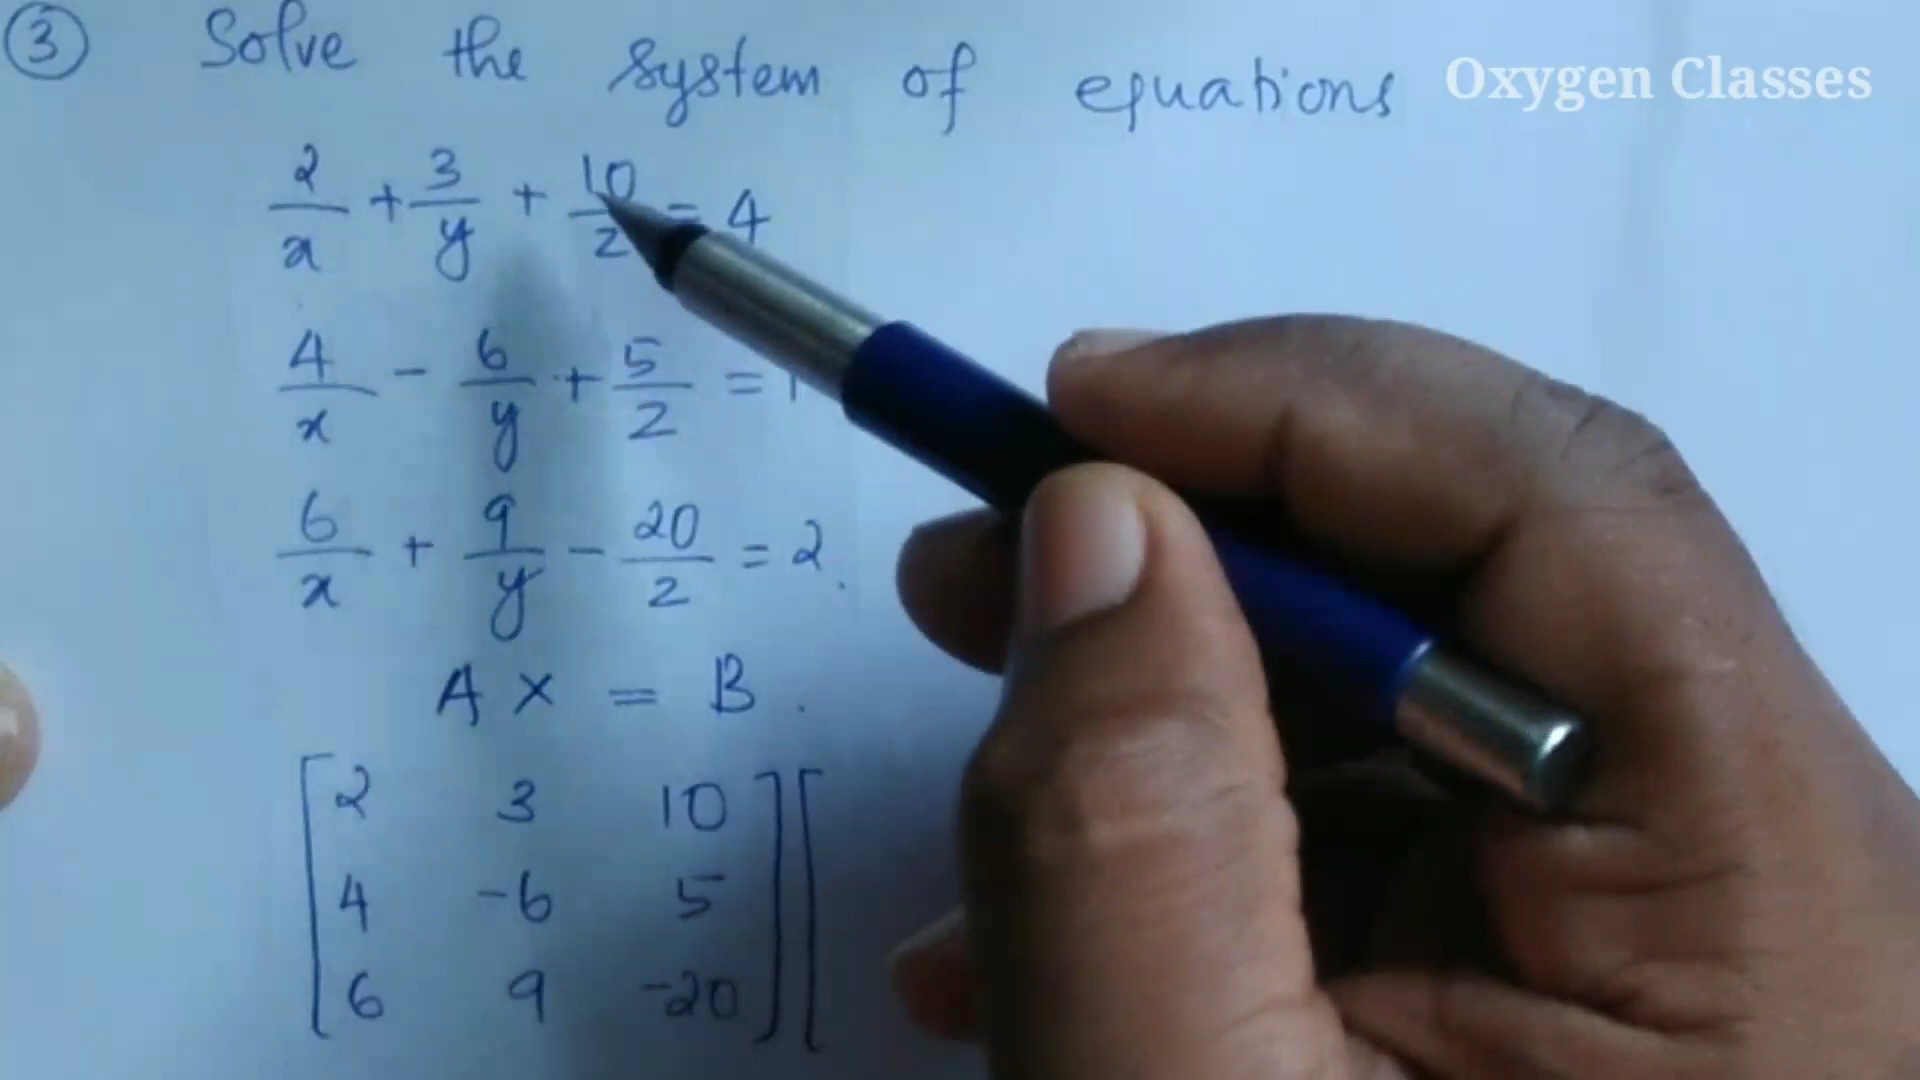 ③ Solve the system of equations
Oxygen Classes
2/x + 3/y + 10/z = 4
4/x - 6/y + 5/z = 1
6/x + 9/y - 20/z = 2.
A X = B.
[2 3 10] [
4 -6 5
6 9 -20